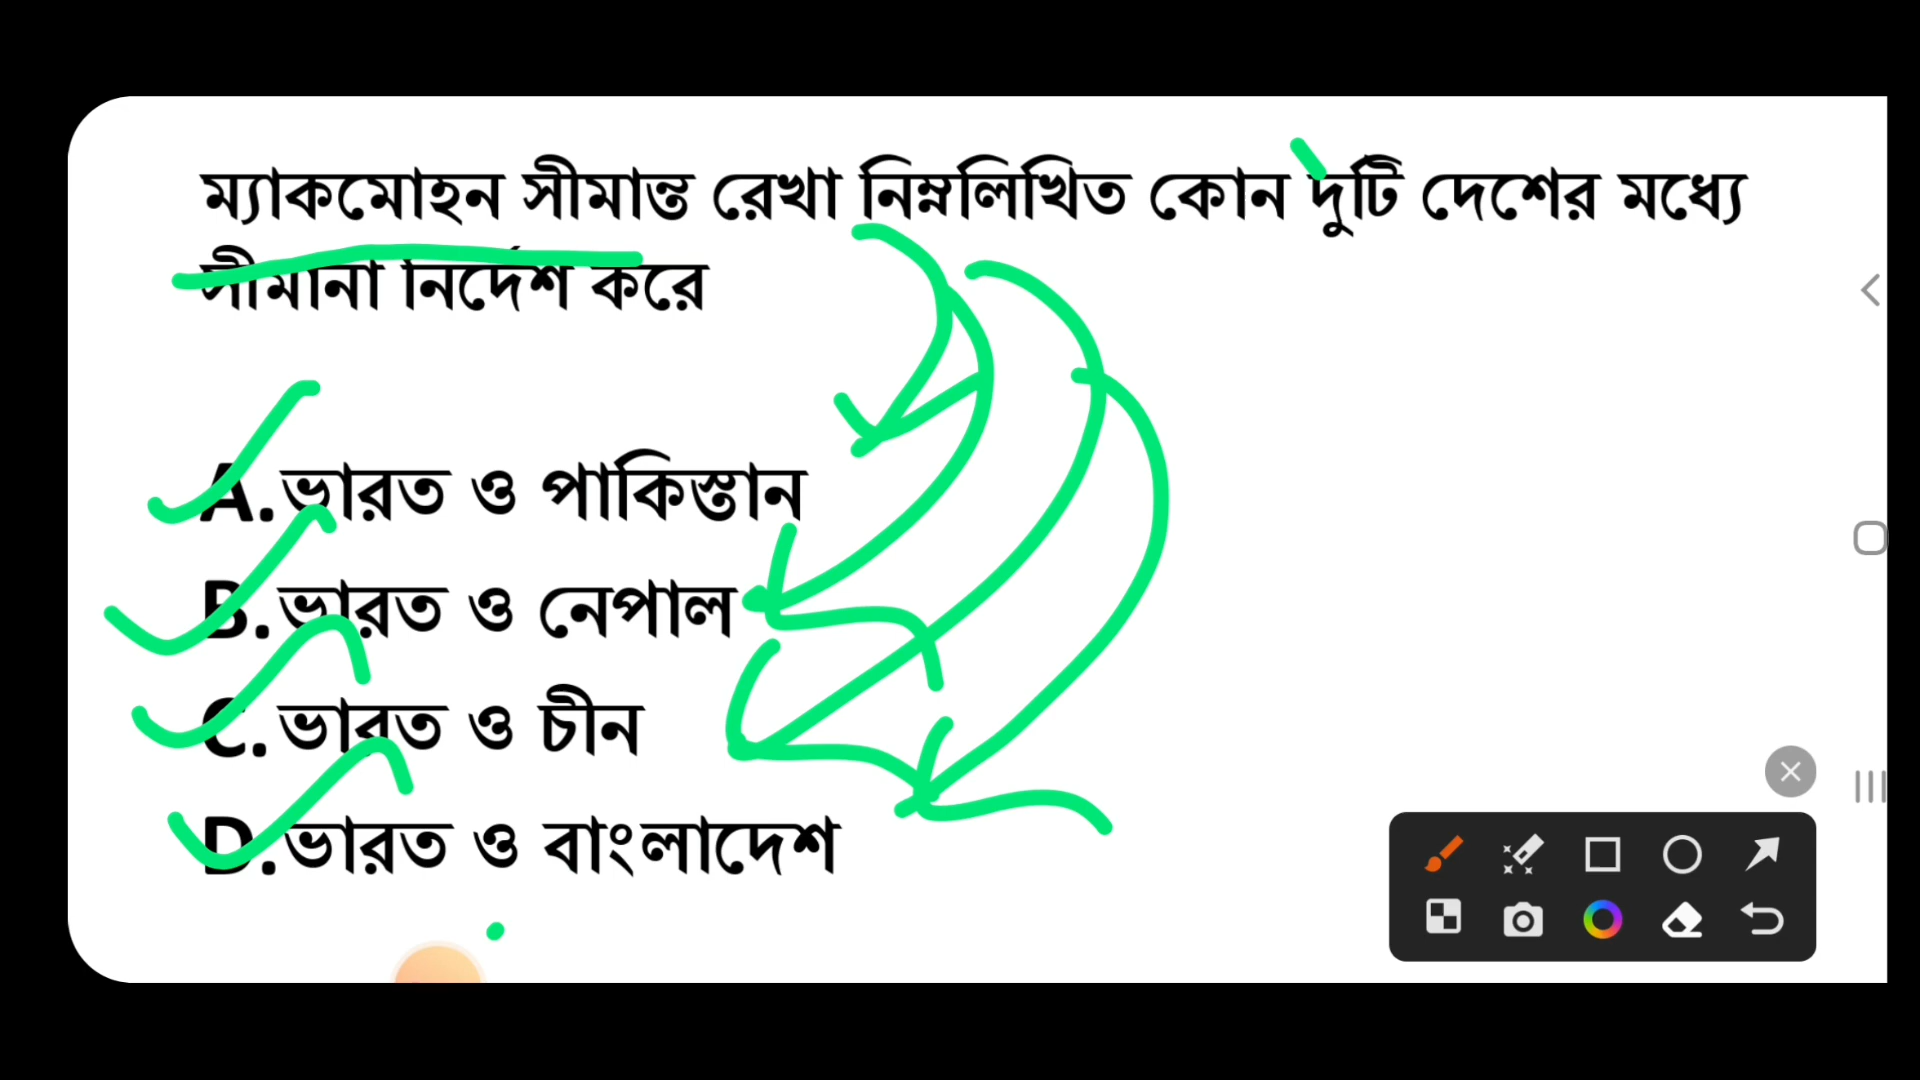 ম্যাকমোহন সীমান্ত রেখা নিম্নলিখিত কোন দুটি দেশের মধ্যে
সীমানা নির্দেশ করে
A.ভারত ও পাকিস্তান
B.ভারত ও নেপাল
C.ভারত ও চীন
D.ভারত ও বাংলাদেশ